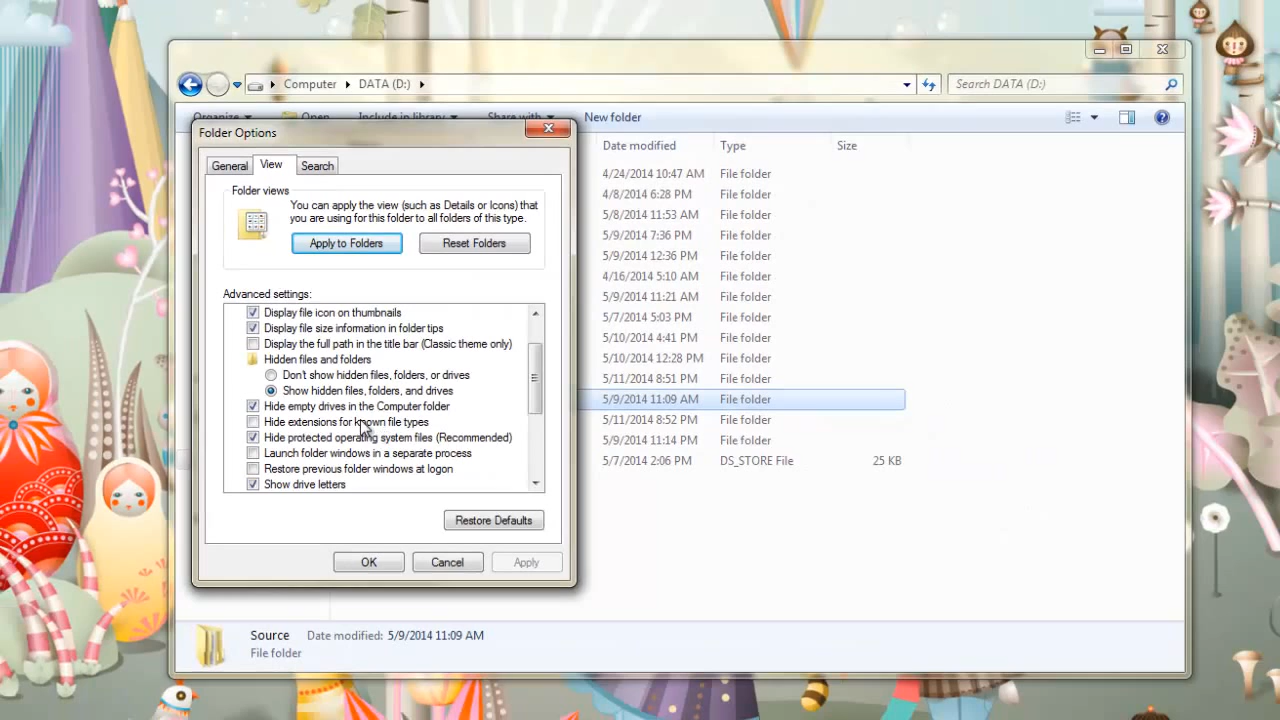 Computer
DATA (D:)
Search DATA (D:)
Organize
Open
Include in library
Share with
New folder
Folder Options
General
View
Search
Folder views
You can apply the view (such as Details or Icons) that
you are using for this folder to all folders of this type.
Apply to Folders
Reset Folders
Advanced settings:
Display file icon on thumbnails
Display file size information in folder tips
Display the full path in the title bar (Classic theme only)
Hidden files and folders
Don't show hidden files, folders, or drives
Show hidden files, folders, and drives
Hide empty drives in the Computer folder
Hide extensions for known file types
Hide protected operating system files (Recommended)
Launch folder windows in a separate process
Restore previous folder windows at logon
Show drive letters
Restore Defaults
OK
Cancel
Apply
Date modified
Type
Size
4/24/2014 10:47 AM File folder
4/8/2014 6:28 PM File folder
5/8/2014 11:53 AM File folder
5/9/2014 7:36 PM File folder
5/9/2014 12:36 PM File folder
4/16/2014 5:10 AM File folder
5/9/2014 11:21 AM File folder
5/7/2014 5:03 PM File folder
5/10/2014 4:41 PM File folder
5/10/2014 12:28 PM File folder
5/11/2014 8:51 PM File folder
5/9/2014 11:09 AM File folder
5/11/2014 8:52 PM File folder
5/9/2014 11:14 PM File folder
5/7/2014 2:06 PM DS_STORE File 25 KB
Source Date modified: 5/9/2014 11:09 AM
File folder